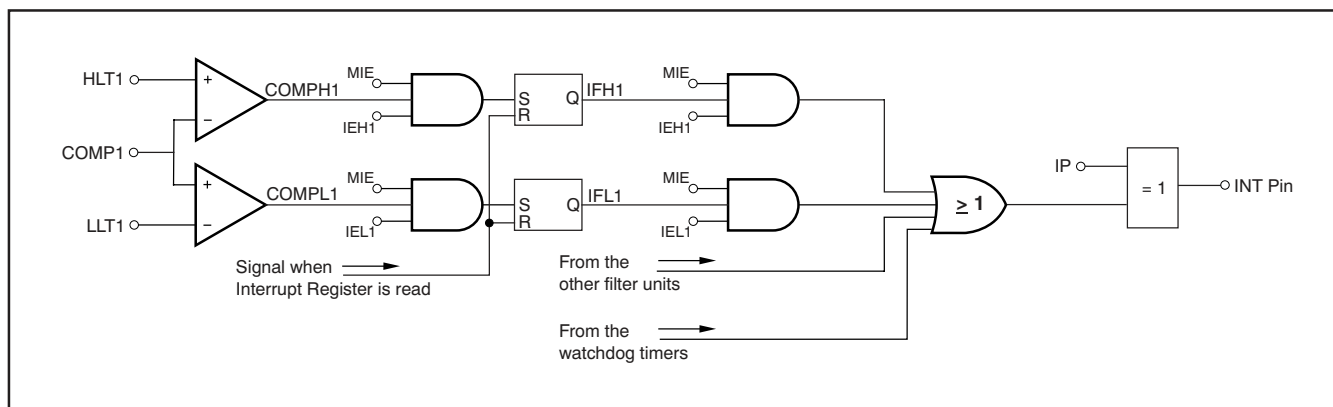 HLT1
+
−
COMPH1
MIE
IEH1
S
R
Q
IFH1
MIE
IEH1
COMP1
+
−
LLT1
COMPL1
MIE
IEL1
S
R
Q
IFL1
MIE
IEL1
≥ 1
IP
= 1
INT Pin
Signal when
Interrupt Register is read
From the
other filter units
From the
watchdog timers